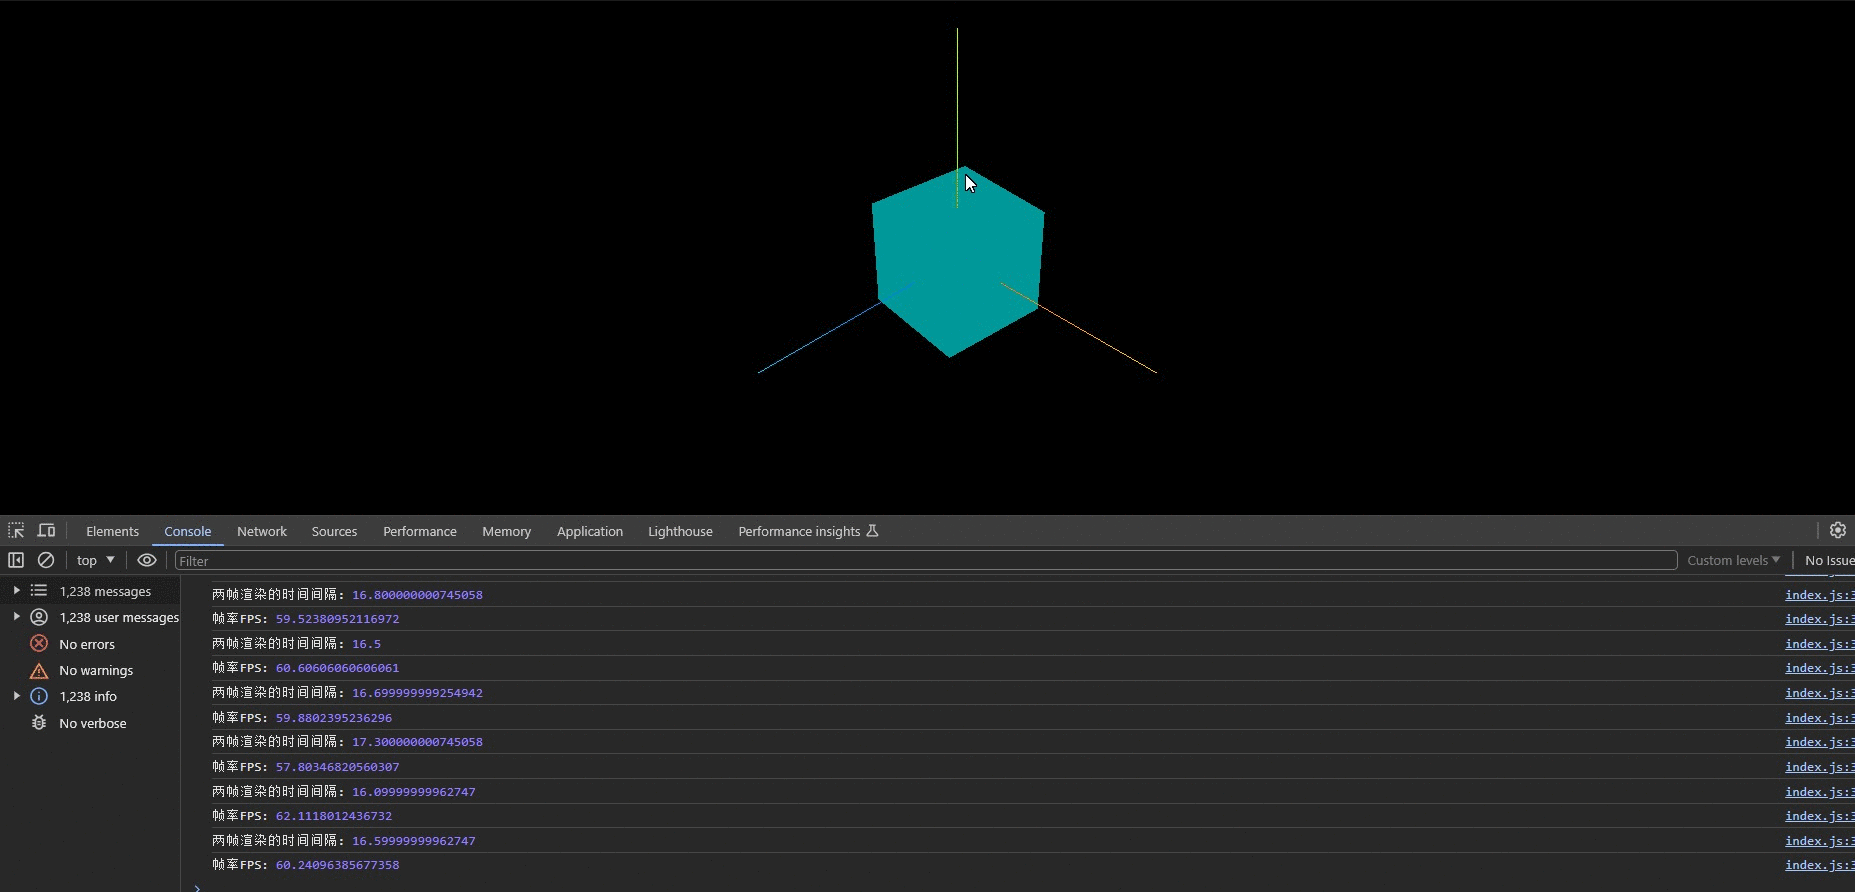 Elements Console Network Sources Performance Memory Application Lighthouse Performance insights
top Filter Custom levels No Issue
1,238 messages
1,238 user messages
No errors
No warnings
1,238 info
No verbose
两帧渲染的时间间隔: 16.800000000745058 index.js:3
帧率FPS: 59.52380952116972 index.js:3
两帧渲染的时间间隔: 16.5 index.js:3
帧率FPS: 60.60606060606061 index.js:3
两帧渲染的时间间隔: 16.699999999254942 index.js:3
帧率FPS: 59.8802395236296 index.js:3
两帧渲染的时间间隔: 17.300000000745058 index.js:3
帧率FPS: 57.80346820560307 index.js:3
两帧渲染的时间间隔: 16.09999999962747 index.js:3
帧率FPS: 62.1118012436732 index.js:3
两帧渲染的时间间隔: 16.59999999962747 index.js:3
帧率FPS: 60.24096385677358 index.js:3